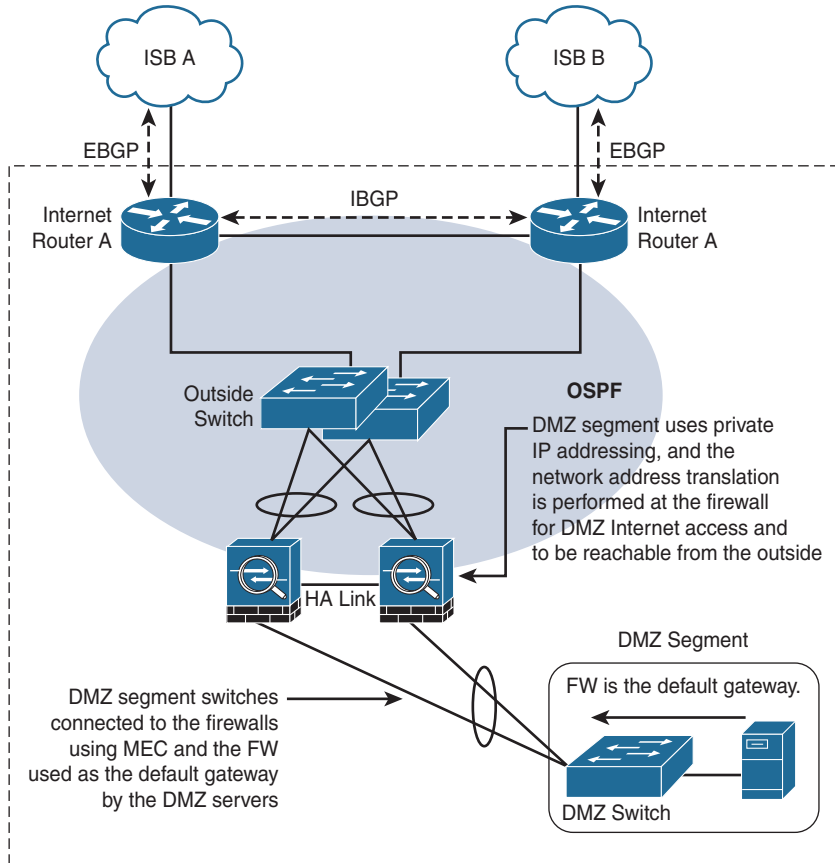 ISB A
ISB B
EBGP
EBGP
IBGP
Internet
Router A
Internet
Router A
Outside
Switch
OSPF
DMZ segment uses private
IP addressing, and the
network address translation
is performed at the firewall
for DMZ Internet access and
to be reachable from the outside
HA Link
DMZ Segment
FW is the default gateway.
DMZ segment switches
connected to the firewalls
using MEC and the FW
used as the default gateway
by the DMZ servers
DMZ Switch